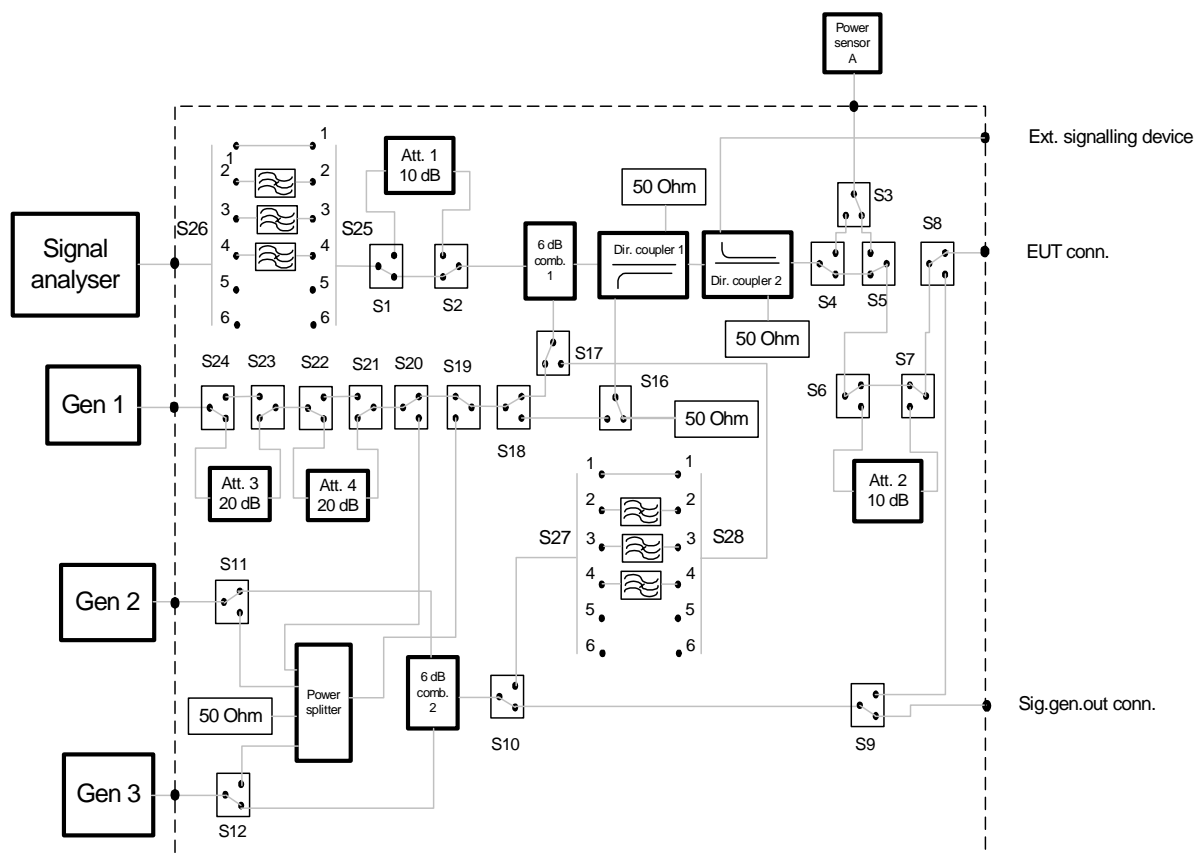 Power
sensor
A
Ext. signalling device
1
1
2
2
3
3
4
4
5
5
6
6
S26
S25
Att. 1
10 dB
50 Ohm
S3
S8
Signal
analyser
S1
S2
6 dB
comb.
1
Dir. coupler 1
Dir. coupler 2
S4
S5
EUT conn.
50 Ohm
S17
S24
S23
S22
S21
S20
S19
S18
S16
S6
S7
Gen 1
50 Ohm
Att. 3
20 dB
Att. 4
20 dB
Att. 2
10 dB
1
1
2
2
3
3
4
4
5
5
6
6
S27
S28
S11
Gen 2
Power
splitter
50 Ohm
6 dB
comb.
2
S10
S9
Sig.gen.out conn.
Gen 3
S12